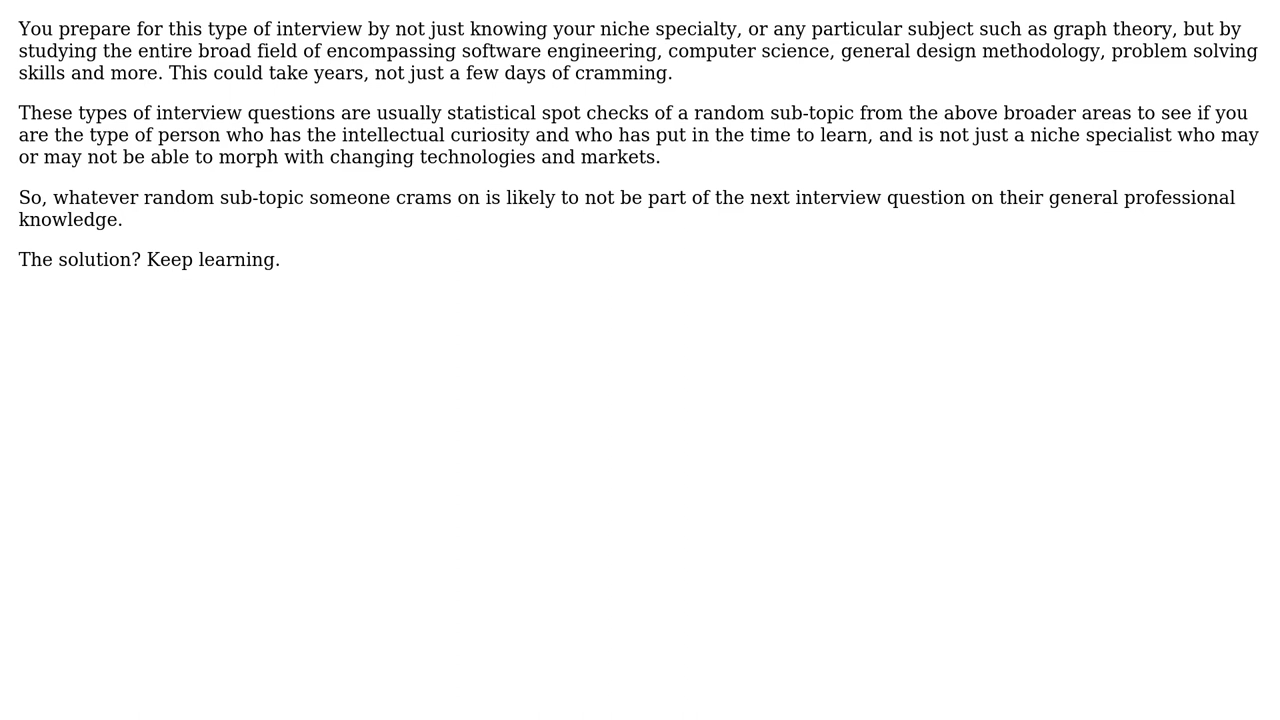 You prepare for this type of interview by not just knowing your niche specialty, or any particular subject such as graph theory, but by
studying the entire broad field of encompassing software engineering, computer science, general design methodology, problem solving
skills and more. This could take years, not just a few days of cramming.
These types of interview questions are usually statistical spot checks of a random sub-topic from the above broader areas to see if you
are the type of person who has the intellectual curiosity and who has put in the time to learn, and is not just a niche specialist who may
or may not be able to morph with changing technologies and markets.
So, whatever random sub-topic someone crams on is likely to not be part of the next interview question on their general professional
knowledge.
The solution? Keep learning.